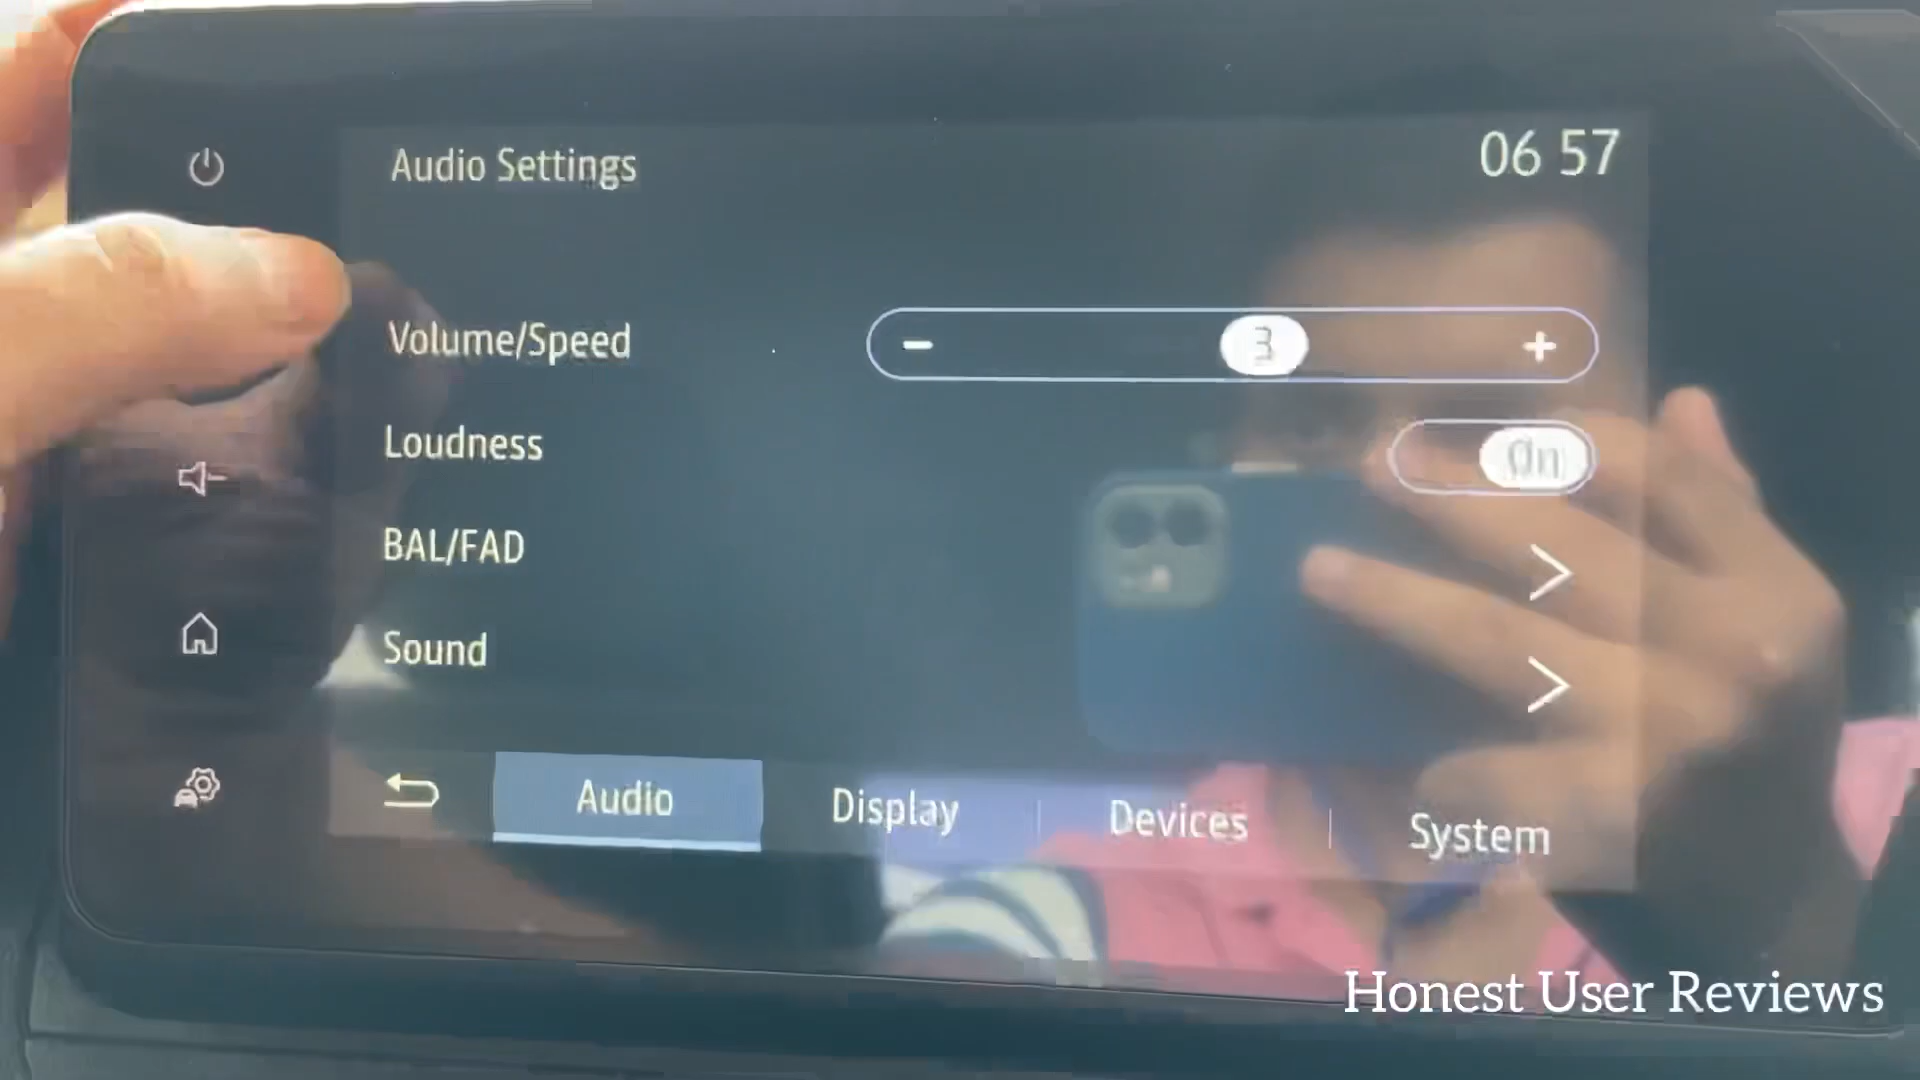 Audio Settings
06 57
Volume/Speed
3
Loudness
On
BAL/FAD
Sound
Audio
Display
Devices
System
Honest User Reviews